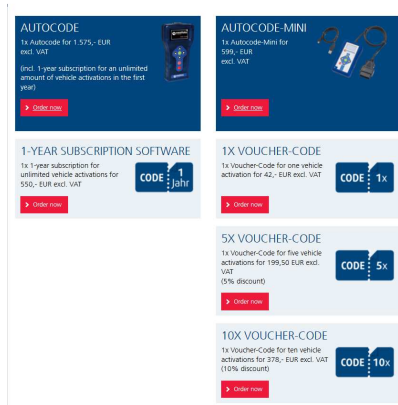 AUTOCODE
1x Autocode for 1.575,- EUR
excl. VAT
(incl. 1-year subscription for an unlimited
amount of vehicle activations in the first
year)
Order now
AUTOCODE-MINI
1x Autocode-Mini for
599,- EUR
excl. VAT
Order now
1-YEAR SUBSCRIPTION SOFTWARE
1x 1-year subscription for
unlimited vehicle activations for
550,- EUR excl. VAT
CODE 1
Jahr
Order now
1X VOUCHER-CODE
1x Voucher-Code for one vehicle
activation for 42,- EUR excl. VAT
CODE 1x
Order now
5X VOUCHER-CODE
1x Voucher-Code for five vehicle
activations for 199,50 EUR excl.
VAT
(5% discount)
CODE 5x
Order now
10X VOUCHER-CODE
1x Voucher-Code for ten vehicle
activations for 378,- EUR excl. VAT
(10% discount)
CODE 10x
Order now